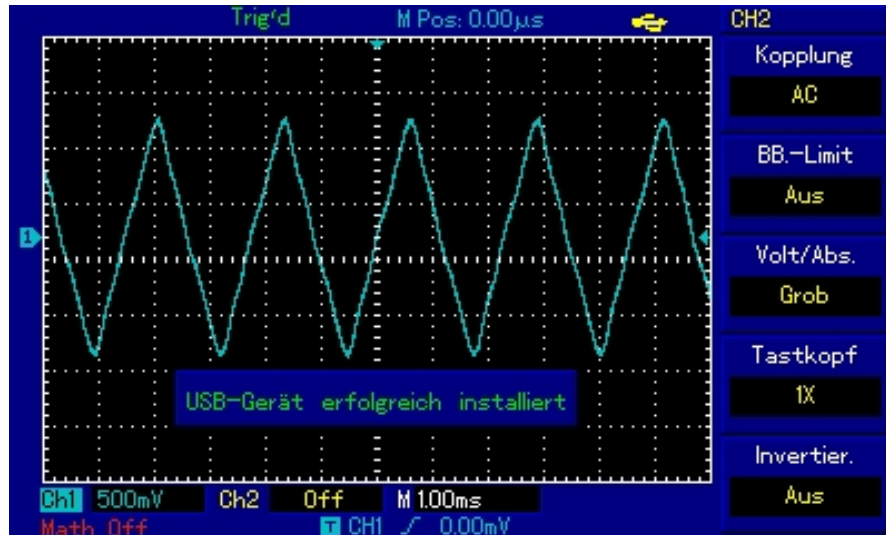 Trig'd M Pos: 0.00μs CH2
Kopplung
AC
BB.-Limit
Aus
1
Volt/Abs.
Grob
Tastkopf
1X
USB-Gerät erfolgreich installiert
Invertier.
Aus
Ch1 500mV Ch2 Off M 1.00ms
Math Off T CH1 0.00mV